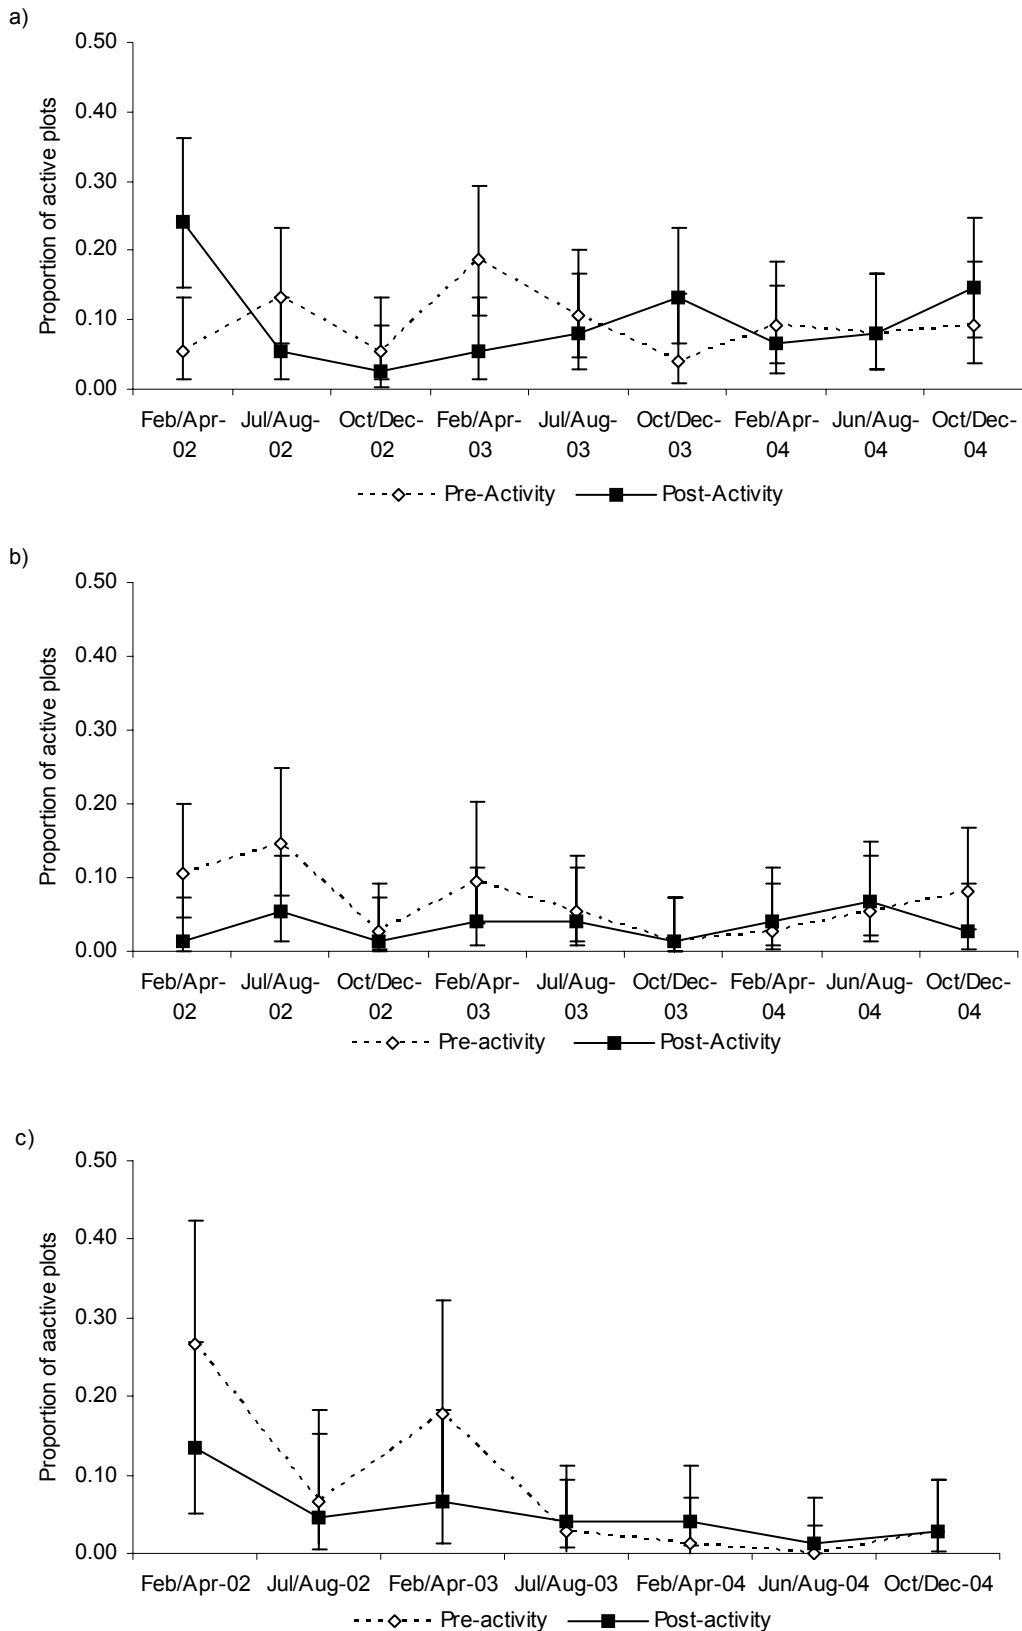 a)
0.50
0.40
0.30
0.20
0.10
0.00
Proportion of active plots
Feb/Apr-02 Jul/Aug-02 Oct/Dec-02 Feb/Apr-03 Jul/Aug-03 Oct/Dec-03 Feb/Apr-04 Jun/Aug-04 Oct/Dec-04
Pre-Activity Post-Activity
b)
0.50
0.40
0.30
0.20
0.10
0.00
Proportion of active plots
Feb/Apr-02 Jul/Aug-02 Oct/Dec-02 Feb/Apr-03 Jul/Aug-03 Oct/Dec-03 Feb/Apr-04 Jun/Aug-04 Oct/Dec-04
Pre-activity Post-Activity
c)
0.50
0.40
0.30
0.20
0.10
0.00
Proportion of aactive plots
Feb/Apr-02 Jul/Aug-02 Feb/Apr-03 Jul/Aug-03 Feb/Apr-04 Jun/Aug-04 Oct/Dec-04
Pre-activity Post-activity